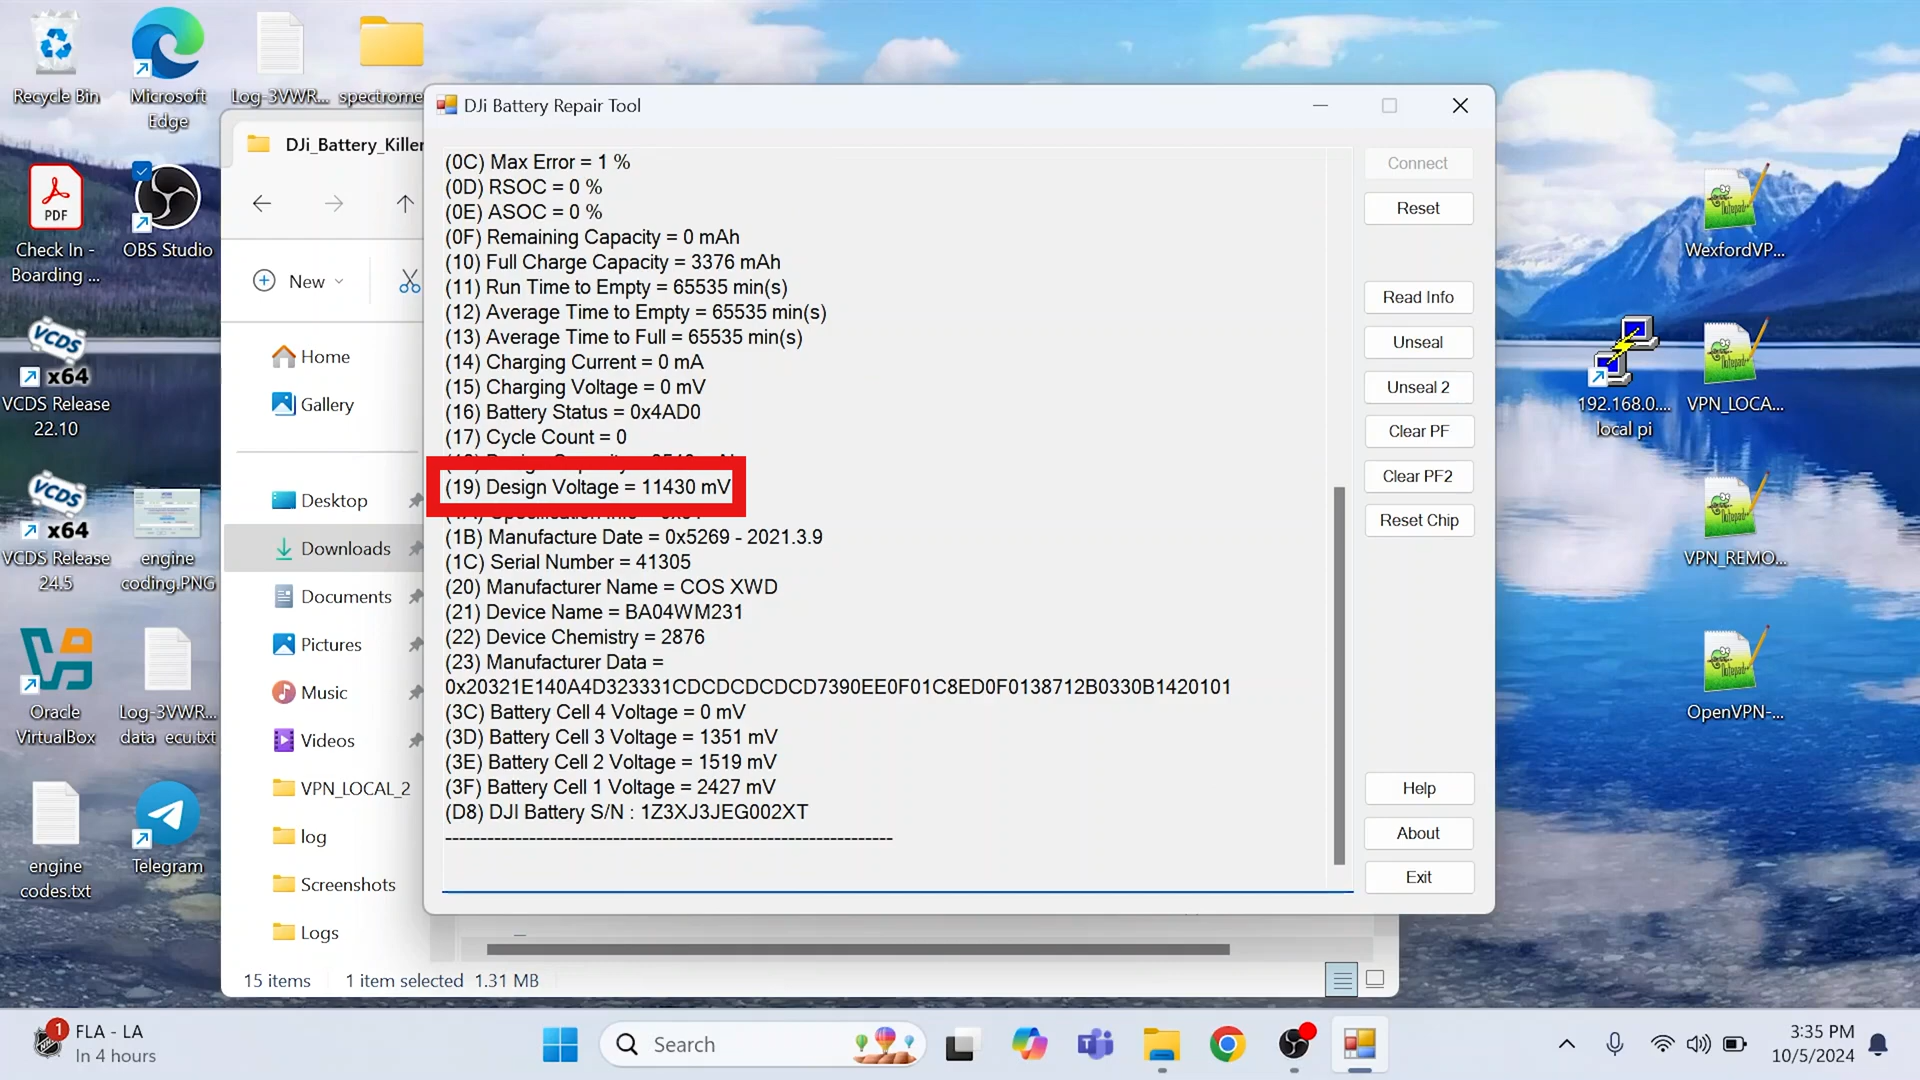 Recycle Bin
Microsoft
Edge
Log-3VWR...
spectrome
Check In -
Boarding ...
OBS Studio
PDF
VCDS
x64
VCDS Release
22.10
VCDS
x64
VCDS Release
24.5
engine
coding.PNG
Oracle
VirtualBox
Log-3VWR...
data_ecu.txt
engine
codes.txt
Telegram
DJi_Battery_Killer
New
Home
Gallery
Desktop
Downloads
Documents
Pictures
Music
Videos
VPN_LOCAL_2
log
Screenshots
Logs
15 items
1 item selected 1.31 MB
DJi Battery Repair Tool
(0C) Max Error = 1 %
(0D) RSOC = 0 %
(0E) ASOC = 0 %
(0F) Remaining Capacity = 0 mAh
(10) Full Charge Capacity = 3376 mAh
(11) Run Time to Empty = 65535 min(s)
(12) Average Time to Empty = 65535 min(s)
(13) Average Time to Full = 65535 min(s)
(14) Charging Current = 0 mA
(15) Charging Voltage = 0 mV
(16) Battery Status = 0x4AD0
(17) Cycle Count = 0
(19) Design Voltage = 11430 mV
(1B) Manufacture Date = 0x5269 - 2021.3.9
(1C) Serial Number = 41305
(20) Manufacturer Name = COS XWD
(21) Device Name = BA04WM231
(22) Device Chemistry = 2876
(23) Manufacturer Data =
0x20321E140A4D323331CDCDCDCDCD7390EE0F01C8ED0F0138712B0330B1420101
(3C) Battery Cell 4 Voltage = 0 mV
(3D) Battery Cell 3 Voltage = 1351 mV
(3E) Battery Cell 2 Voltage = 1519 mV
(3F) Battery Cell 1 Voltage = 2427 mV
(D8) DJI Battery S/N : 1Z3XJ3JEG002XT
----------------------------------------------------------------
Connect
Reset
Read Info
Unseal
Unseal 2
Clear PF
Clear PF2
Reset Chip
Help
About
Exit
WexfordVP...
192.168.0....
local pi
VPN_LOCA...
VPN_REMO...
OpenVPN-...
1
FLA - LA
In 4 hours
Search
3:35 PM
10/5/2024